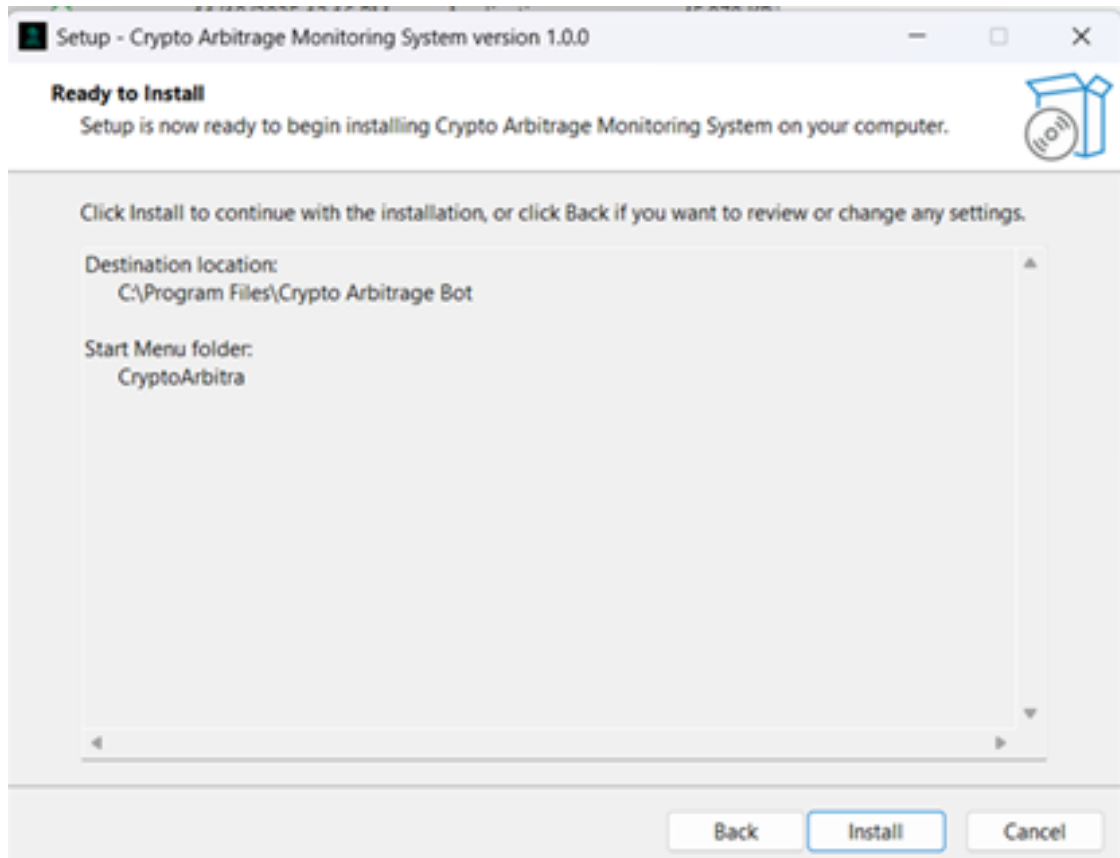 Setup - Crypto Arbitrage Monitoring System version 1.0.0
Ready to Install
Setup is now ready to begin installing Crypto Arbitrage Monitoring System on your computer.
Click Install to continue with the installation, or click Back if you want to review or change any settings.
Destination location:
C:\Program Files\Crypto Arbitrage Bot
Start Menu folder:
CryptoArbitra
Back Install Cancel